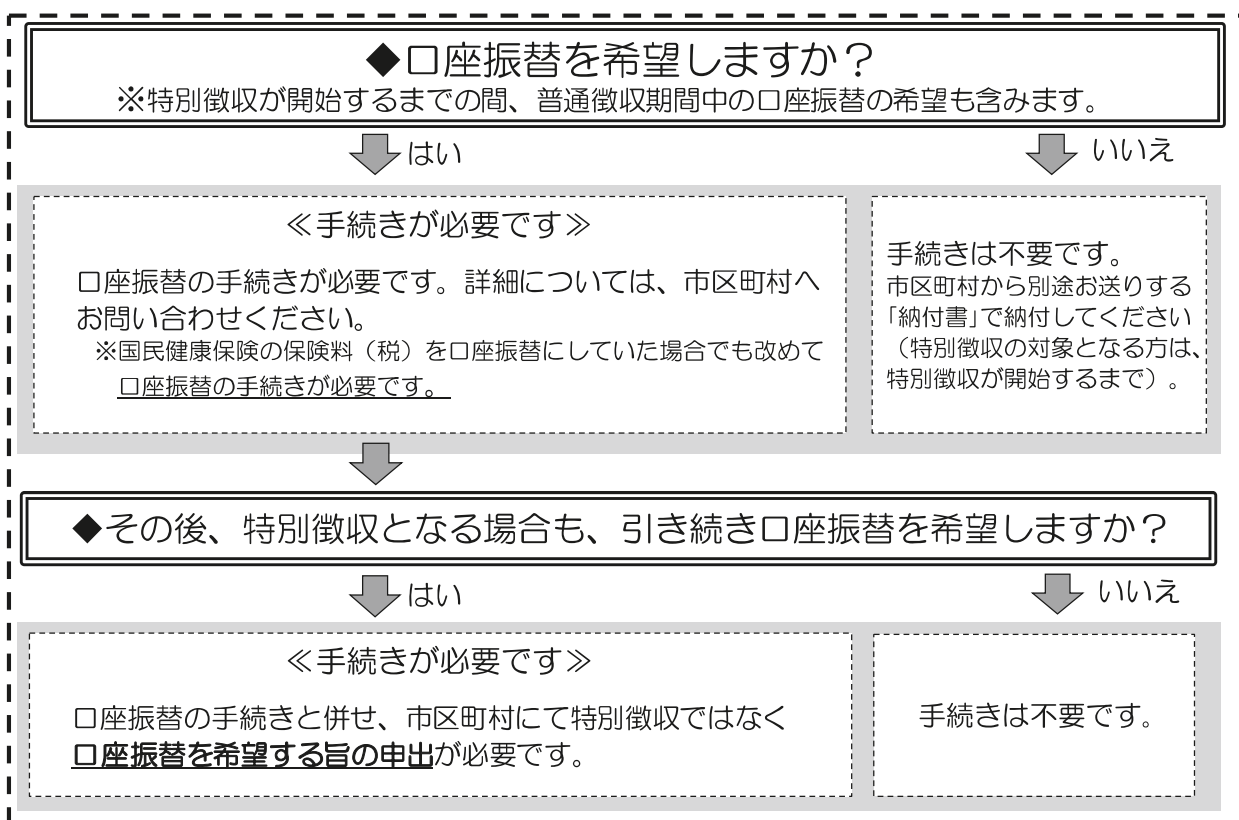 ◆口座振替を希望しますか？
※特別徴収が開始するまでの間、普通徴収期間中の口座振替の希望も含みます。
はい
いいえ
≪手続きが必要です≫
口座振替の手続きが必要です。詳細については、市区町村へ
お問い合わせください。
※国民健康保険の保険料（税）を口座振替にしていた場合でも改めて
口座振替の手続きが必要です。
手続きは不要です。
市区町村から別途お送りする
「納付書」で納付してください
（特別徴収の対象となる方は、
特別徴収が開始するまで）。
◆その後、特別徴収となる場合も、引き続き口座振替を希望しますか？
はい
いいえ
≪手続きが必要です≫
口座振替の手続きと併せ、市区町村にて特別徴収ではなく
口座振替を希望する旨の申出が必要です。
手続きは不要です。